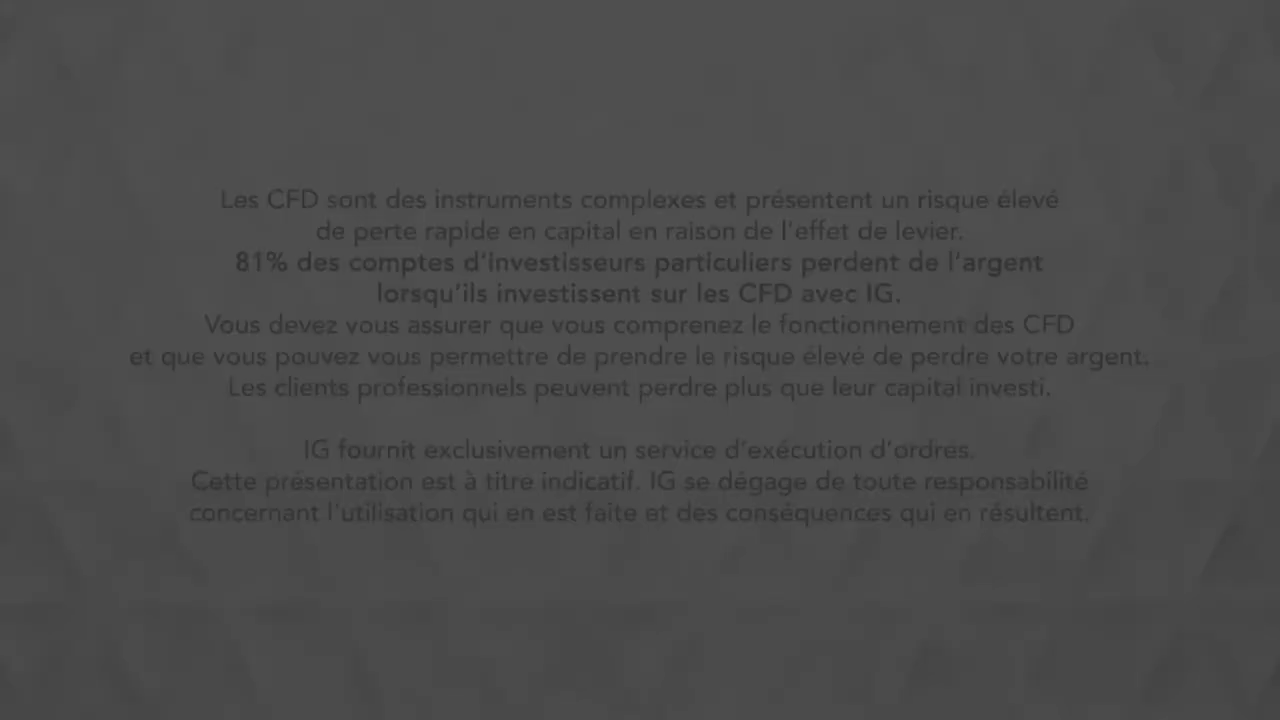 Les CFD sont des instruments complexes et présentent un risque élevé
de perte rapide en capital en raison de l'effet de levier.
81% des comptes d'investisseurs particuliers perdent de l'argent
lorsqu'ils investissent sur les CFD avec IG.
Vous devez vous assurer que vous comprenez le fonctionnement des CFD
et que vous pouvez vous permettre de prendre le risque élevé de perdre votre argent.
Les clients professionnels peuvent perdre plus que leur capital investi.
IG fournit exclusivement un service d'exécution d'ordres.
Cette présentation est à titre indicatif. IG se dégage de toute responsabilité
concernant l'utilisation qui en est faite et des conséquences qui en résultent.